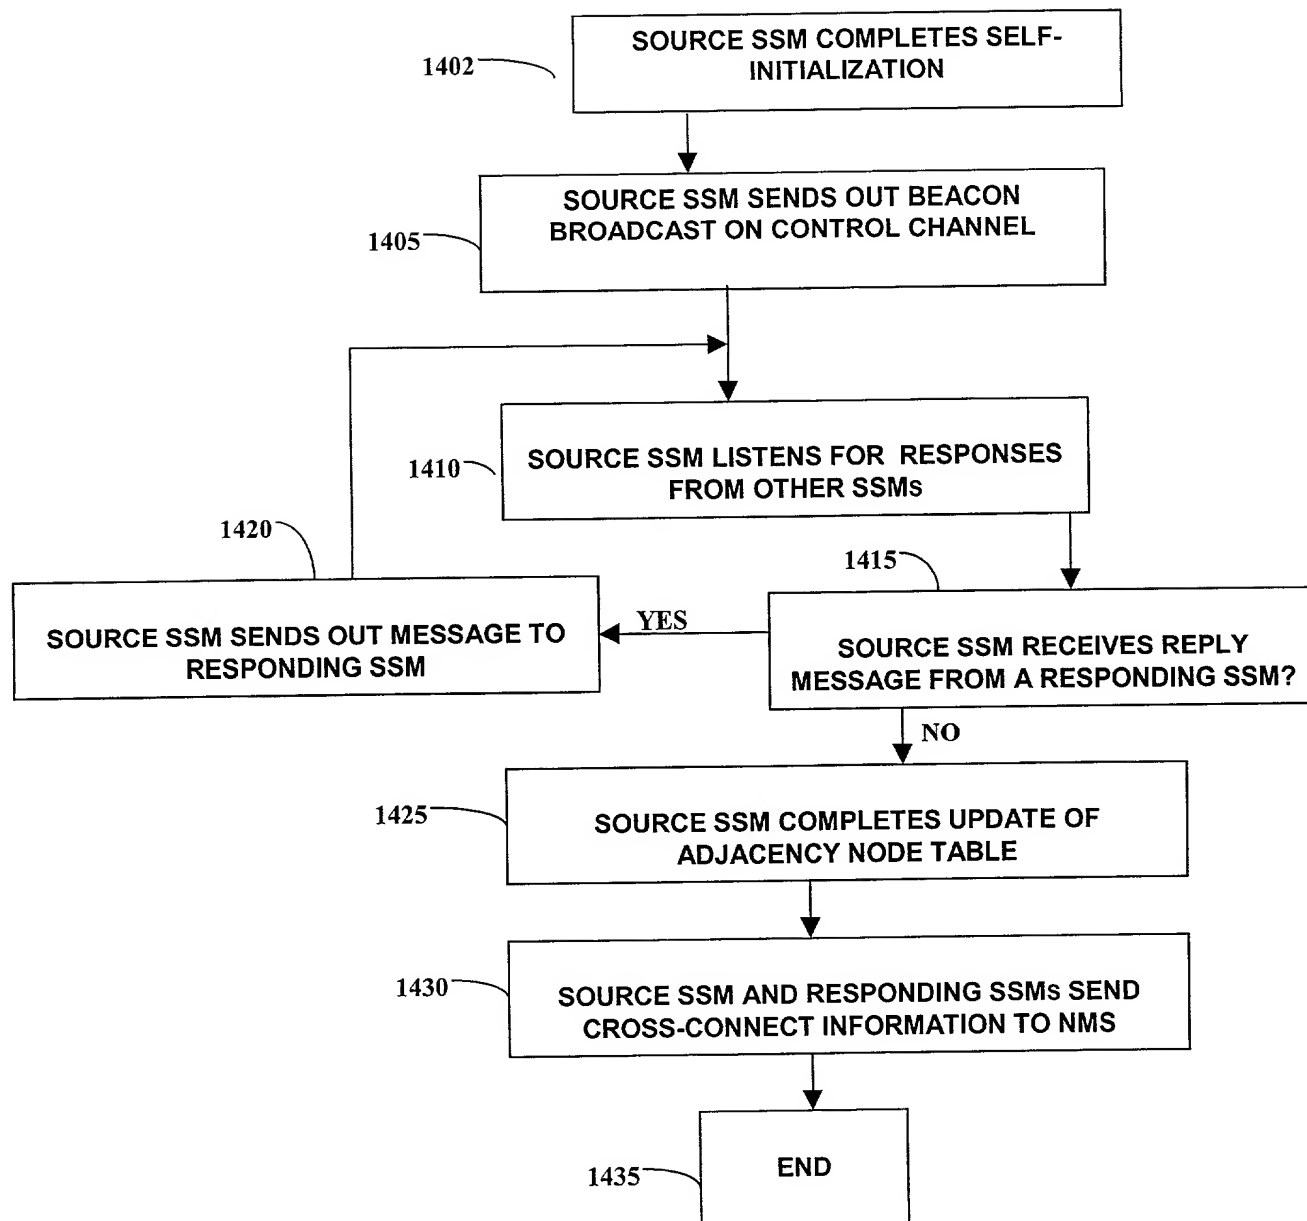 SOURCE SSM COMPLETES SELF-
INITIALIZATION
1402
SOURCE SSM SENDS OUT BEACON
BROADCAST ON CONTROL CHANNEL
1405
SOURCE SSM LISTENS FOR RESPONSES
FROM OTHER SSMs
1410
1420
1415
SOURCE SSM SENDS OUT MESSAGE TO
RESPONDING SSM
YES
SOURCE SSM RECEIVES REPLY
MESSAGE FROM A RESPONDING SSM?
NO
1425
SOURCE SSM COMPLETES UPDATE OF
ADJACENCY NODE TABLE
1430
SOURCE SSM AND RESPONDING SSMs SEND
CROSS-CONNECT INFORMATION TO NMS
END
1435